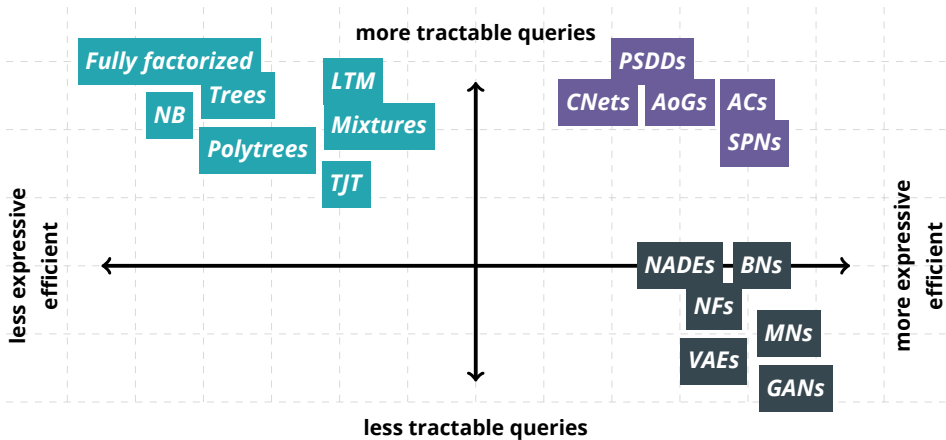 more tractable queries
Fully factorized
PSDDs
LTM
Trees
CNets
AoGs
ACs
NB
Mixtures
SPNs
Polytrees
TJT
less expressive
efficient
more expressive
efficient
NADEs
BNs
NFs
MNs
VAEs
GANs
less tractable queries